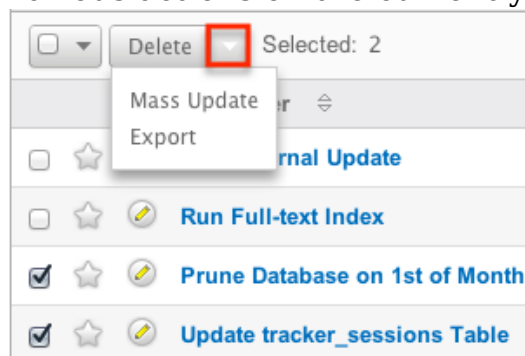 Delete Selected: 2
Mass Update
Export
rnal Update
Run Full-text Index
Prune Database on 1st of Month
Update tracker_sessions Table